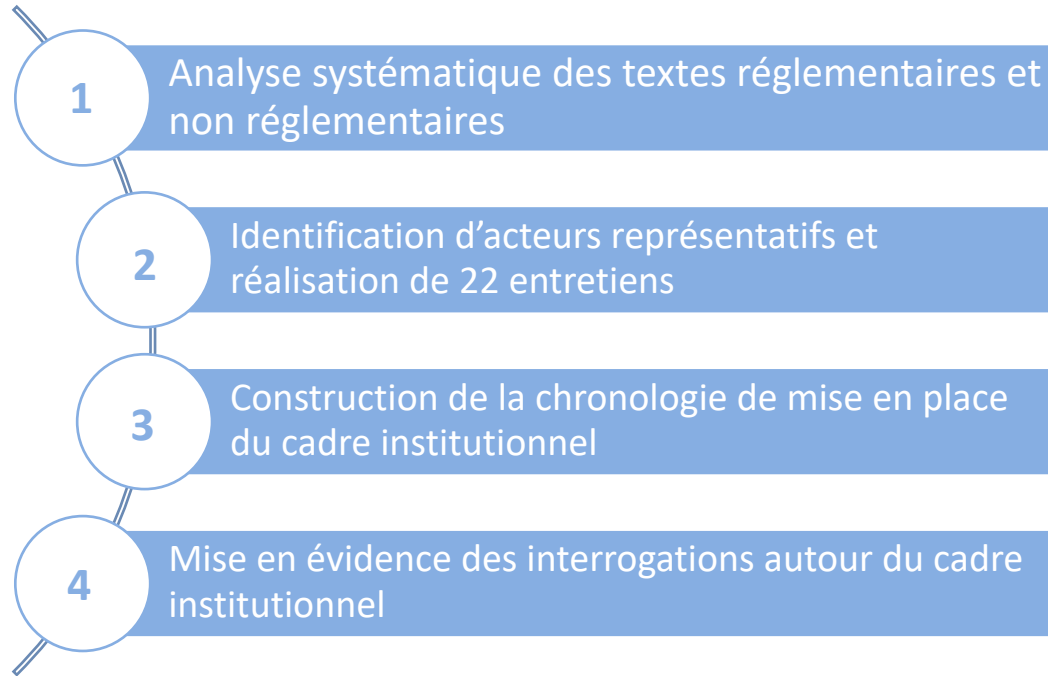 1
Analyse systématique des textes réglementaires et
non réglementaires
2
Identification d’acteurs représentatifs et
réalisation de 22 entretiens
3
Construction de la chronologie de mise en place
du cadre institutionnel
4
Mise en évidence des interrogations autour du cadre
institutionnel